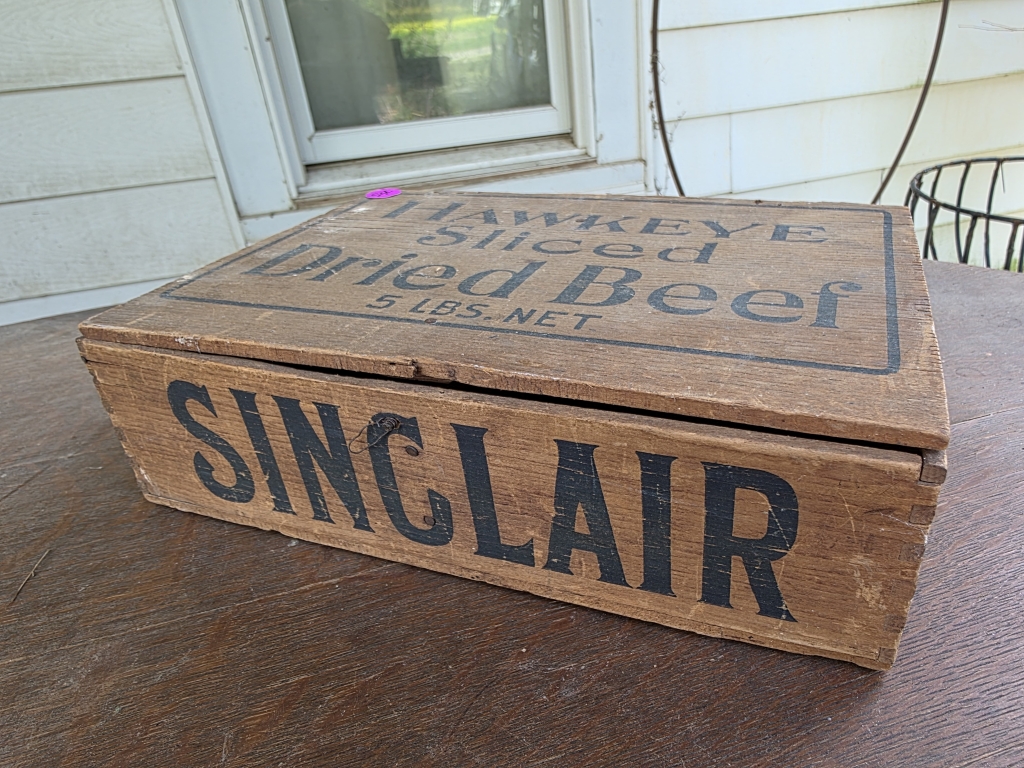 HAWKEYE
Sliced
Dried Beef
5 LBS. NET
SINCLAIR